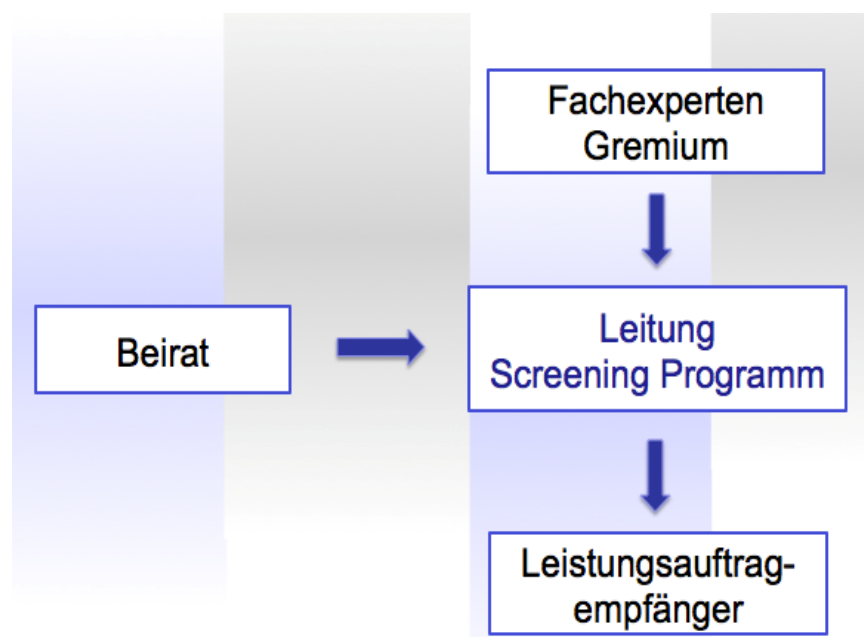 Fachexperten
Gremium
Beirat
Leitung
Screening Programm
Leistungsauftrag-
empfänger